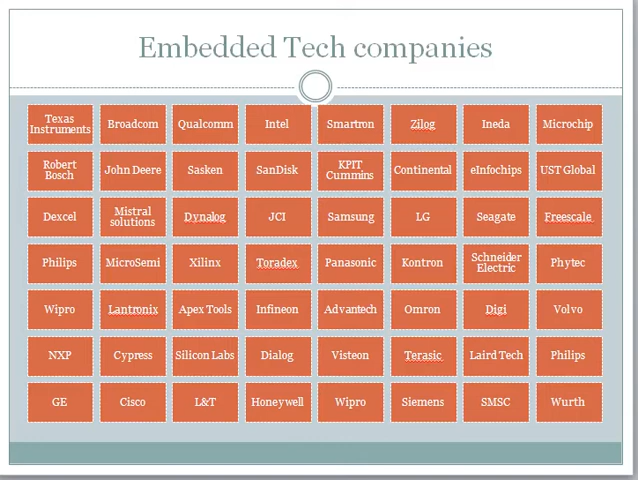 Embedded Tech companies
Texas Instruments Broadcom Qualcomm Intel Smartron Zilog Ineda Microchip
Robert Bosch John Deere Sasken SanDisk KPIT Cummins Continental eInfochips UST Global
Dexcel Mistral solutions Dynalog JCI Samsung LG Seagate Freescale
Philips MicroSemi Xilinx Toradex Panasonic Kontron Schneider Electric Phytec
Wipro Lantronix Apex Tools Infineon Advantech Omron Digi Volvo
NXP Cypress Silicon Labs Dialog Visteon Terasic Laird Tech Philips
GE Cisco L&T Honeywell Wipro Siemens SMSC Wurth